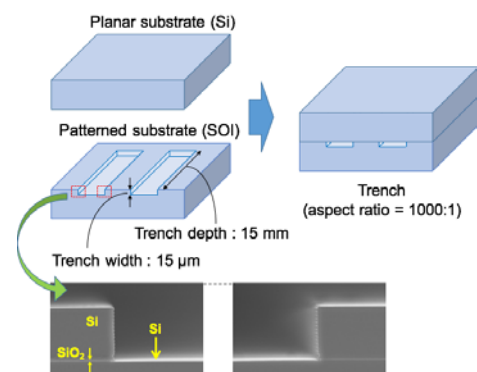 Planar substrate (Si)
Patterned substrate (SOI)
Trench depth : 15 mm
Trench width : 15 µm
Trench
(aspect ratio = 1000:1)
Si
Si
SiO₂